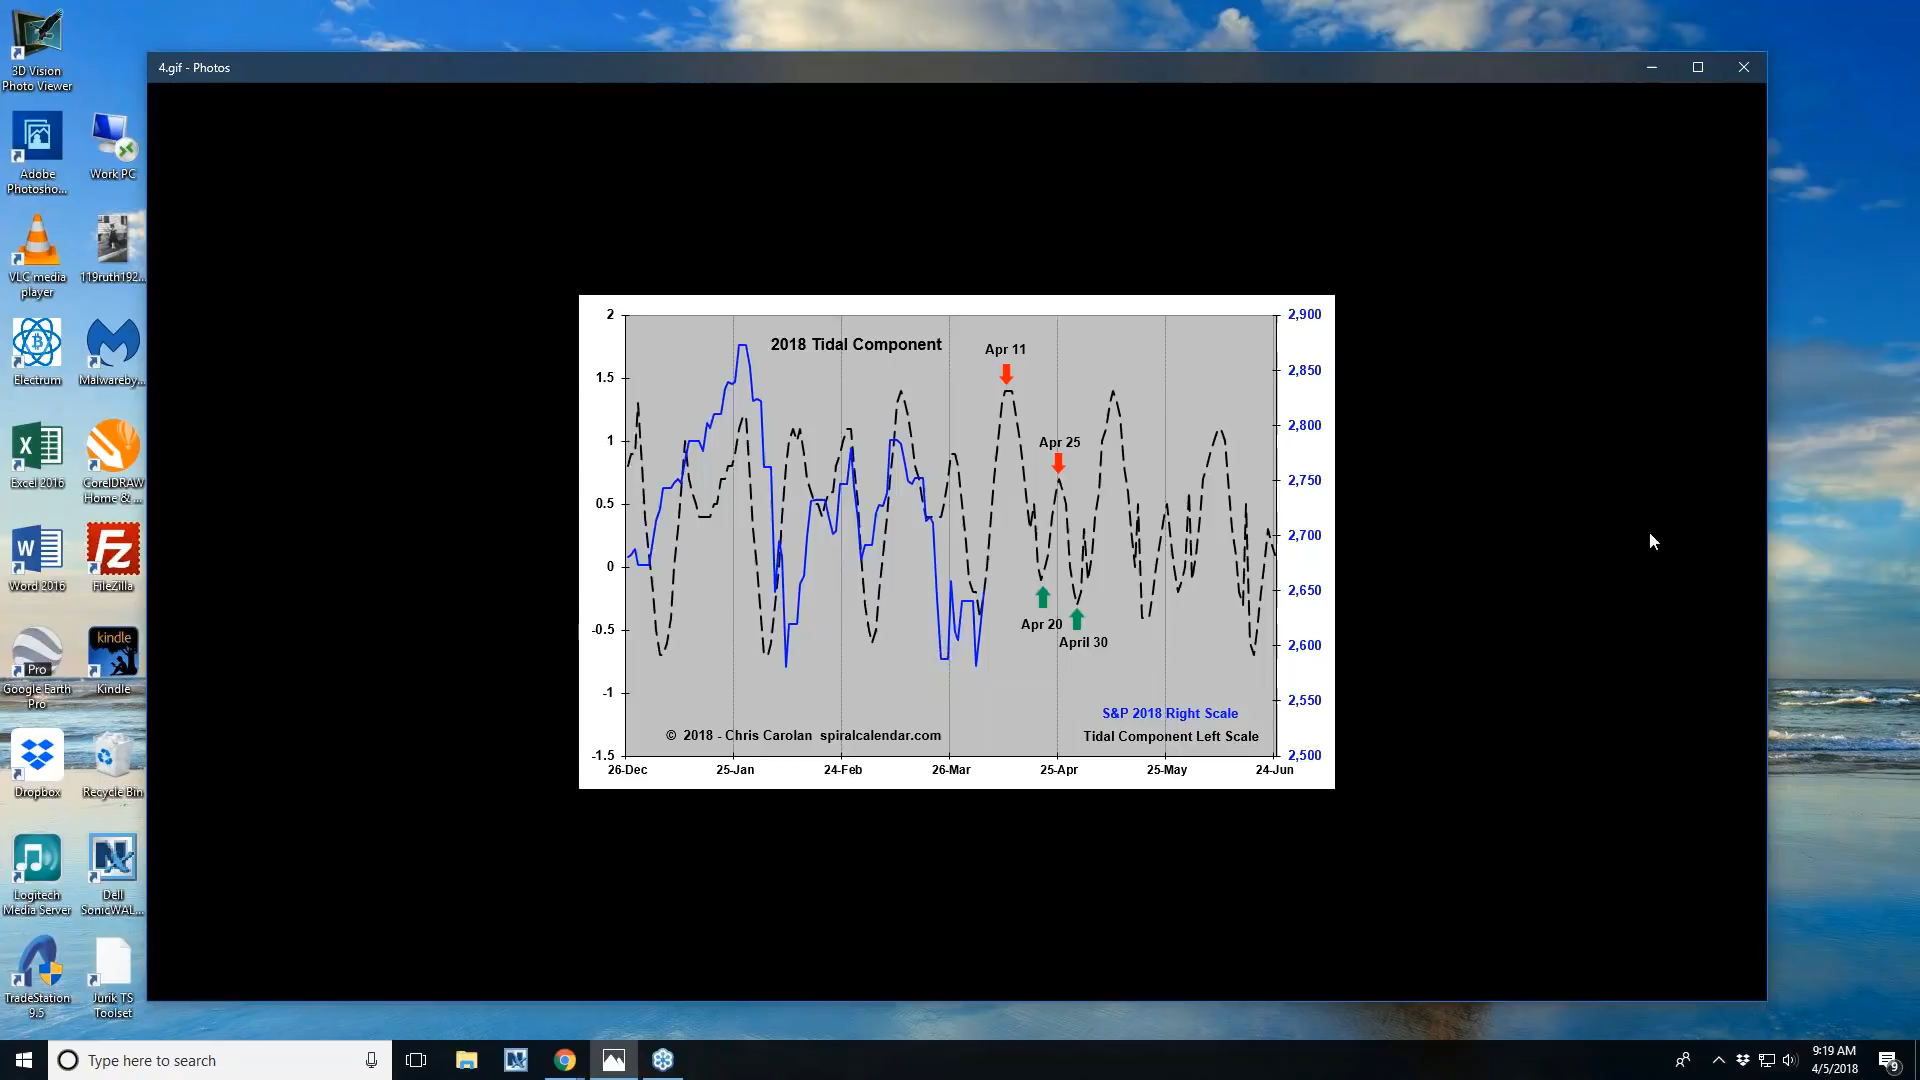 3D Vision
Photo Viewer
Adobe
Photosho...
Work PC
VLC media
player
119ruth192...
Electrum
Malwareby...
Excel 2016
CorelDRAW
Home & ...
Word 2016
FileZilla
Pro
Google Earth
Pro
kindle
Kindle
Dropbox
Recycle Bin
Logitech
Media Server
Dell
SonicWAL...
TradeStation
9.5
Jurik TS
Toolset
4.gif - Photos
2018 Tidal Component
Apr 11
Apr 25
Apr 20
April 30
S&P 2018 Right Scale
Tidal Component Left Scale
© 2018 - Chris Carolan spiralcalendar.com
2
1.5
1
0.5
0
-0.5
-1
-1.5
2,900
2,850
2,800
2,750
2,700
2,650
2,600
2,550
2,500
26-Dec
25-Jan
24-Feb
26-Mar
25-Apr
25-May
24-Jun
Type here to search
9:19 AM
4/5/2018
9